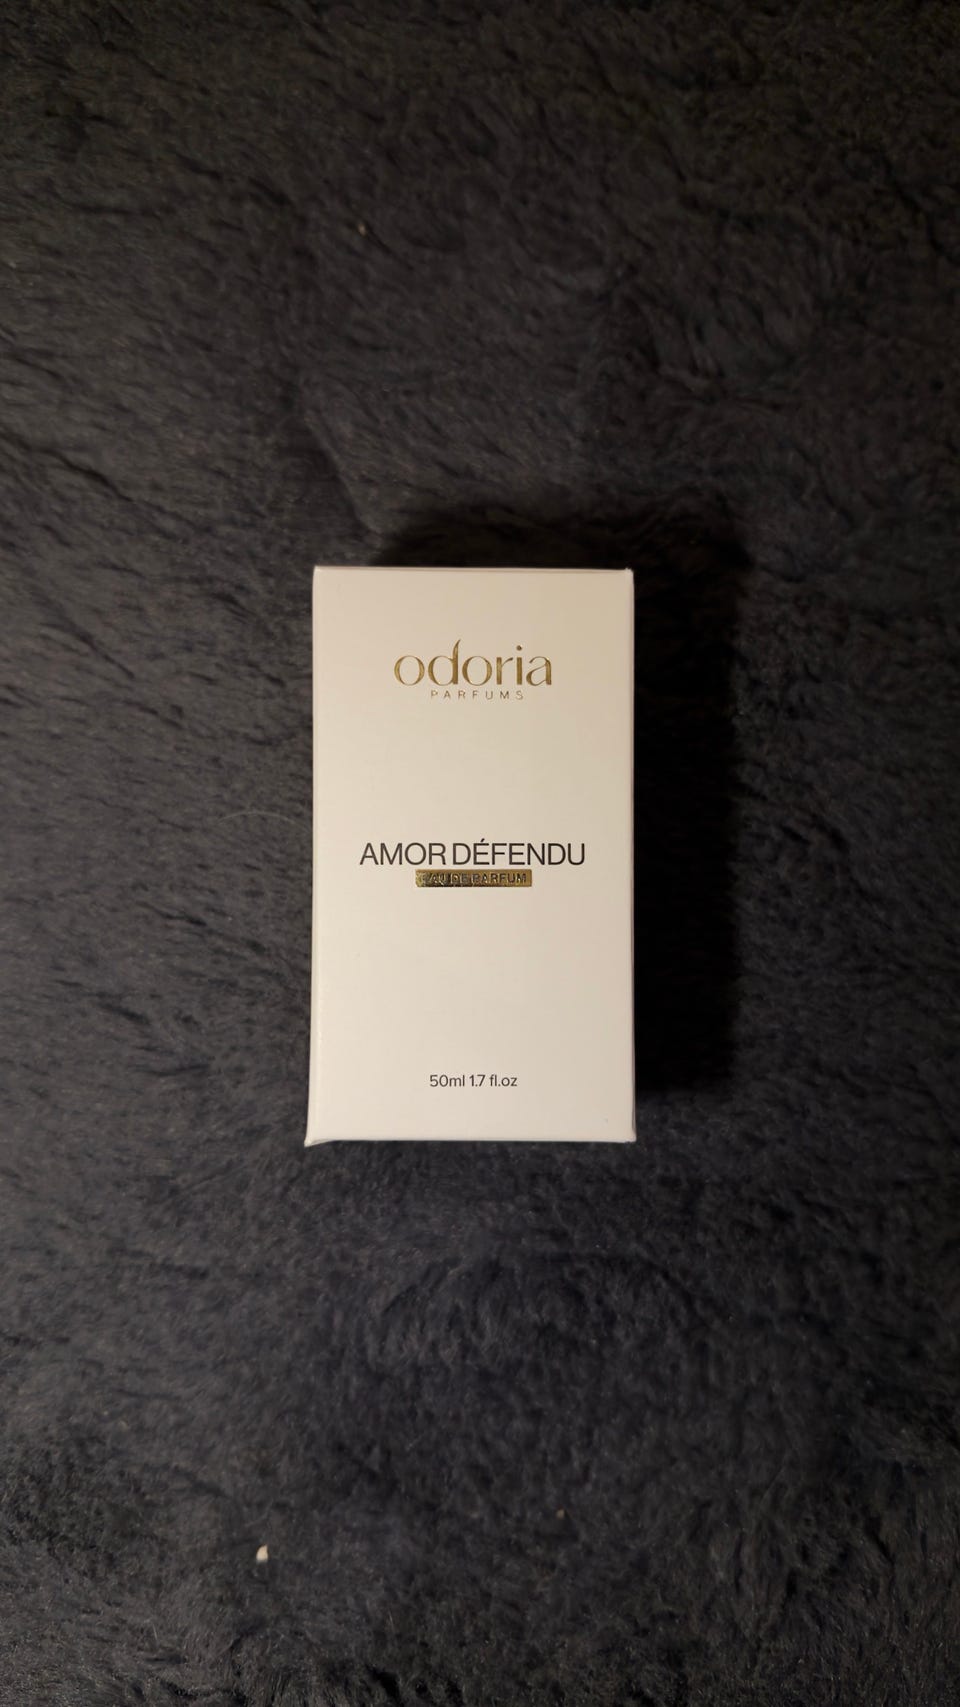 odoria
PARFUMS
AMOR DÉFENDU
EAU DE PARFUM
50ml 1.7 fl.oz